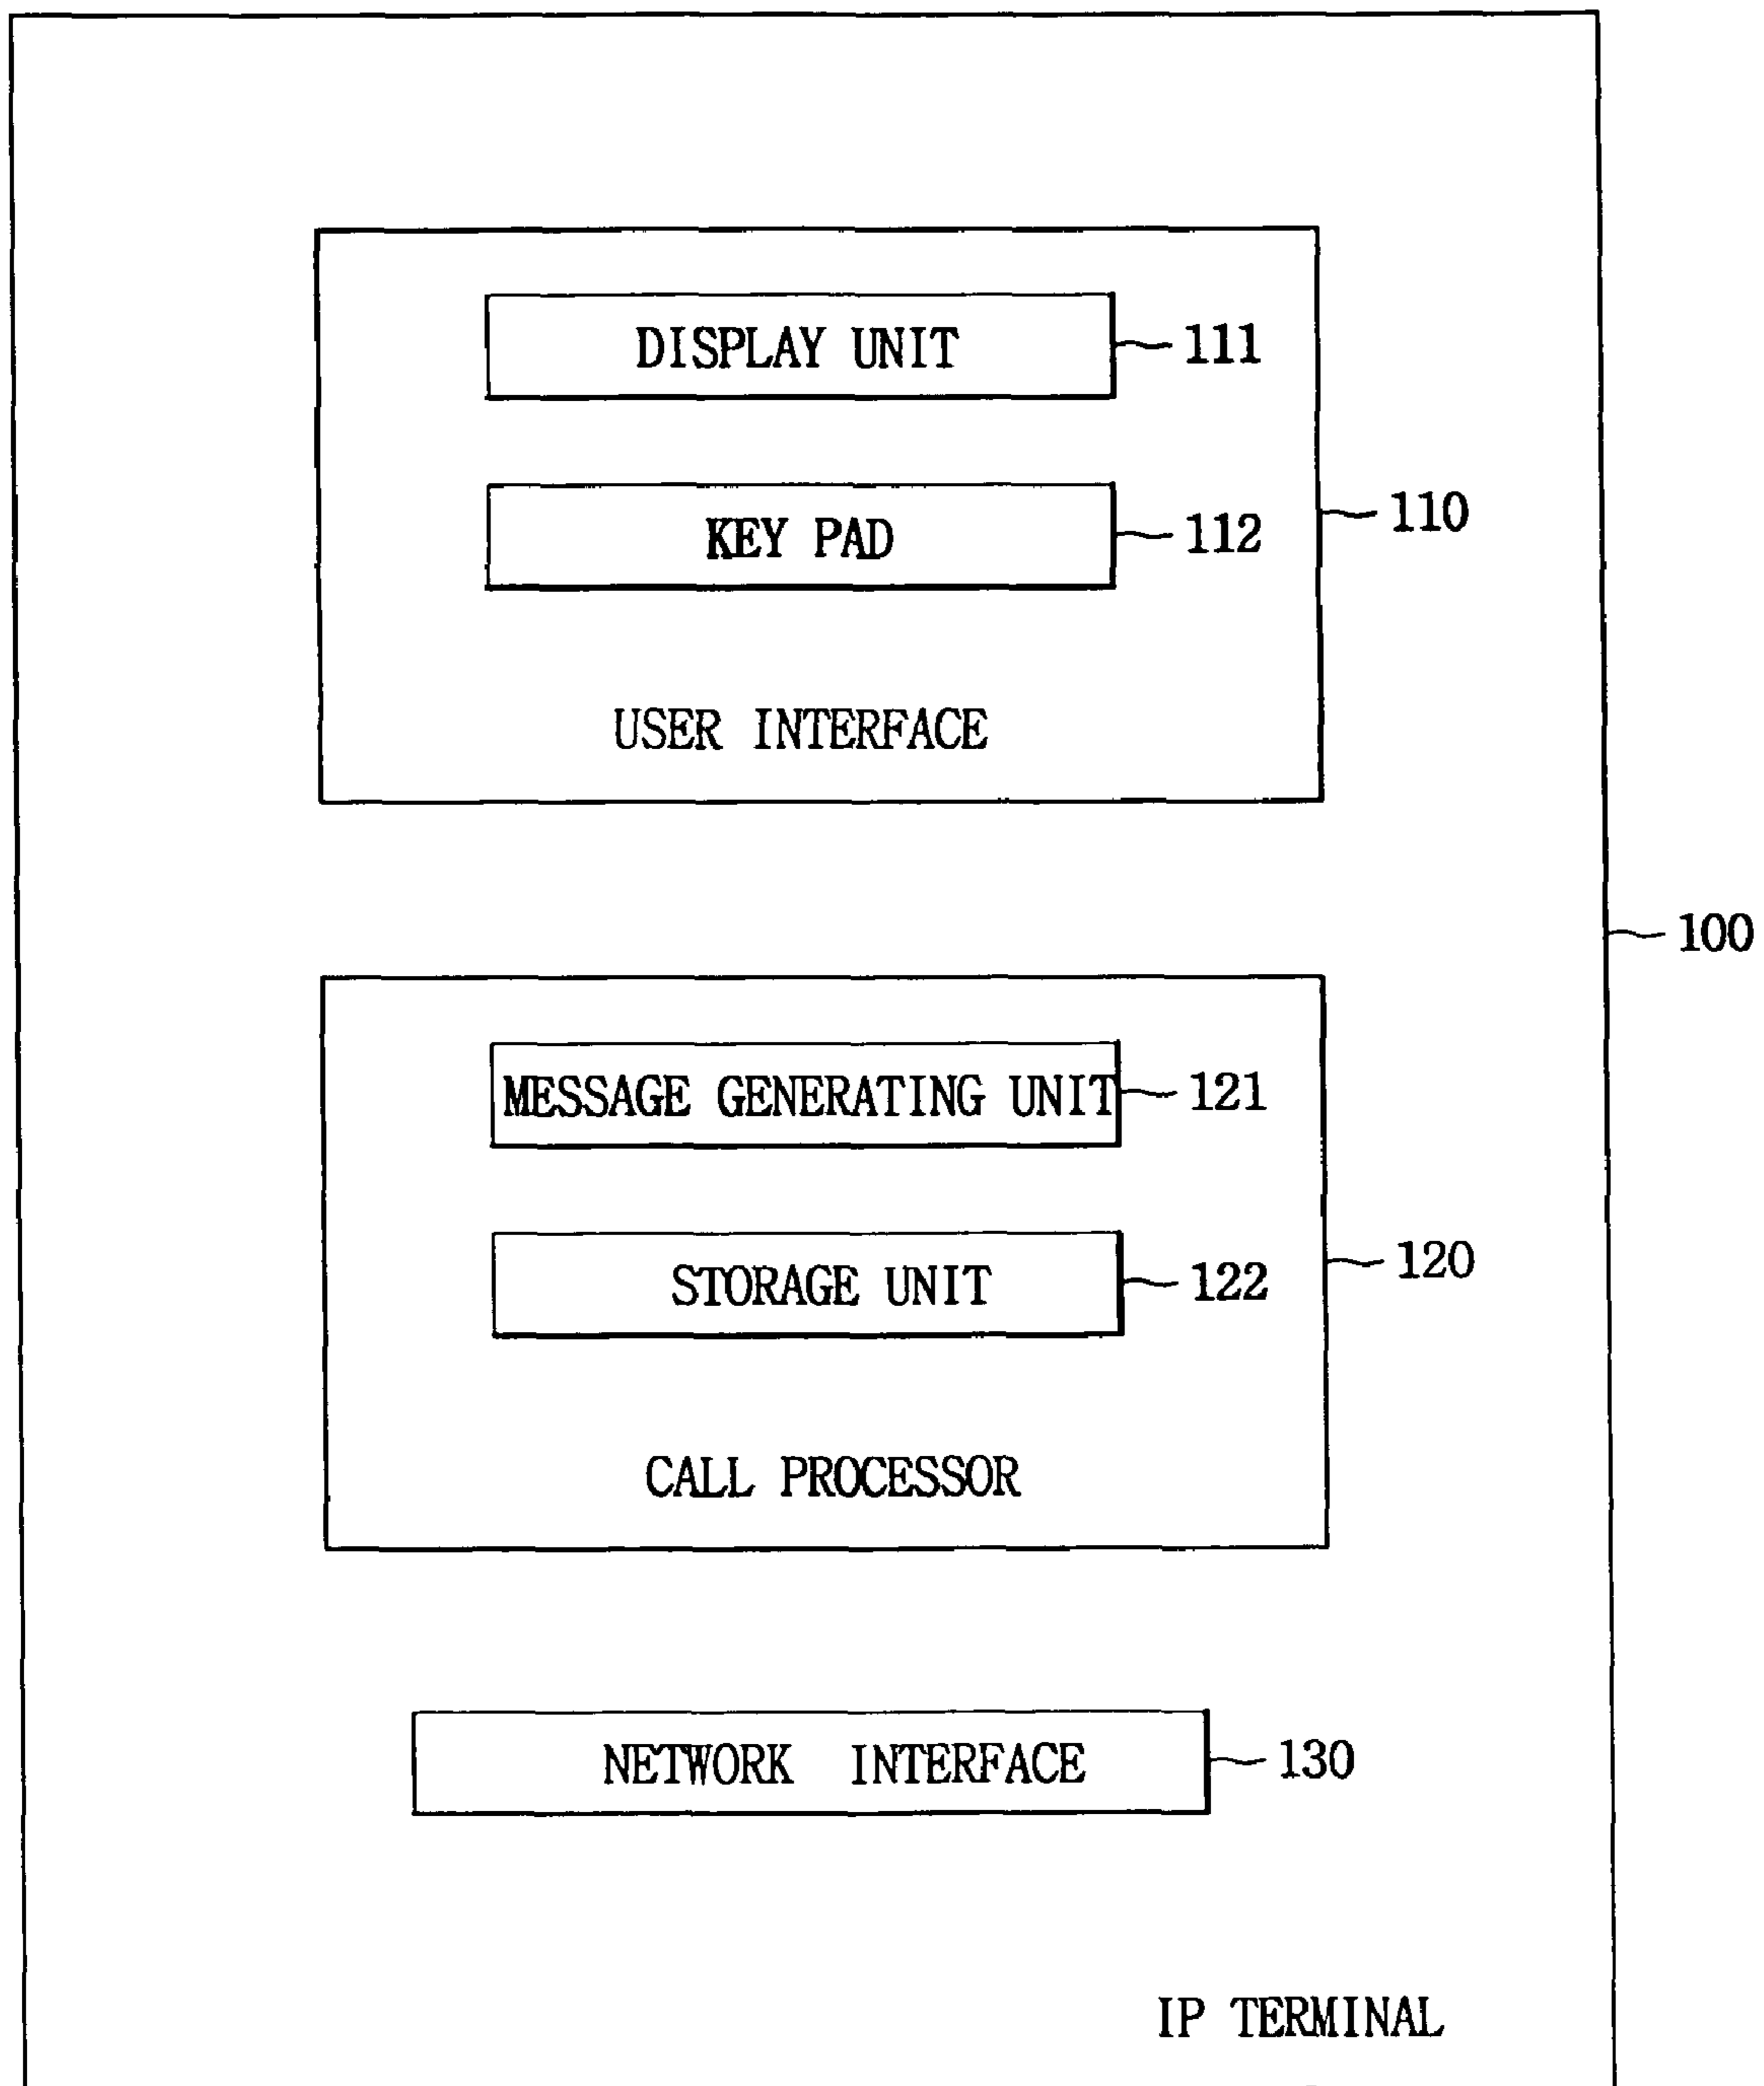 DISPLAY UNIT 111
KEY PAD 112
110
USER INTERFACE
100
MESSAGE GENERATING UNIT 121
STORAGE UNIT 122
120
CALL PROCESSOR
NETWORK INTERFACE 130
IP TERMINAL